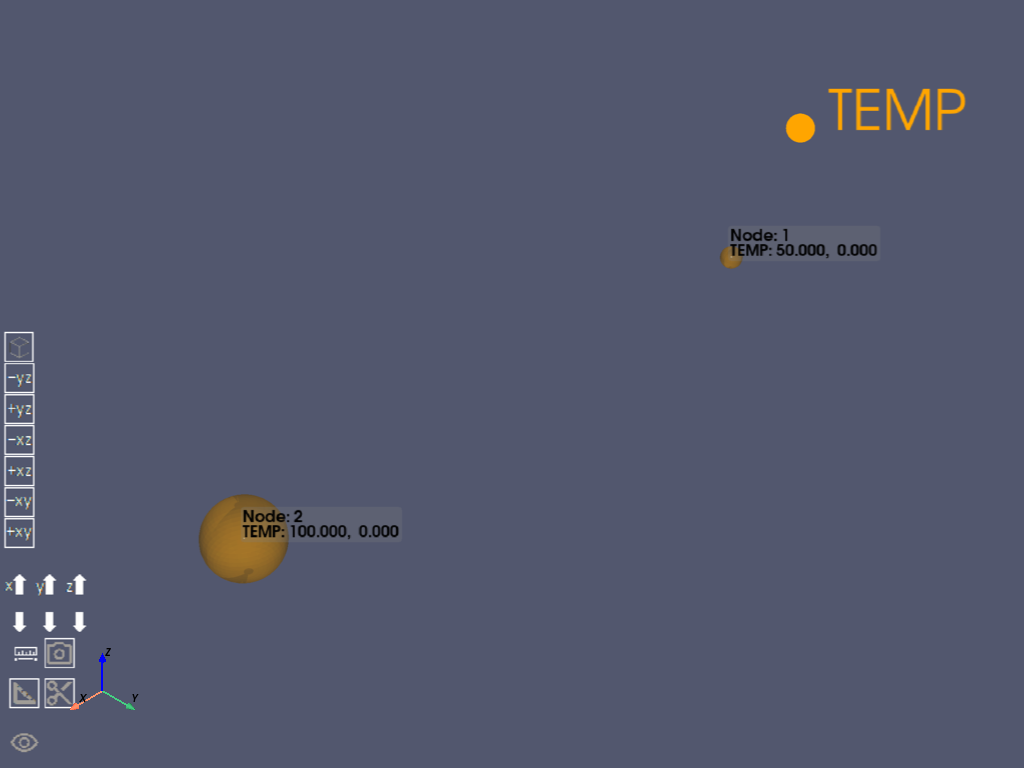 TEMP
Node: 1
TEMP: 50.000, 0.000
Node: 2
TEMP: 100.000, 0.000
−yz
+yz
−xz
+xz
−xy
+xy
x y z
Z
X Y